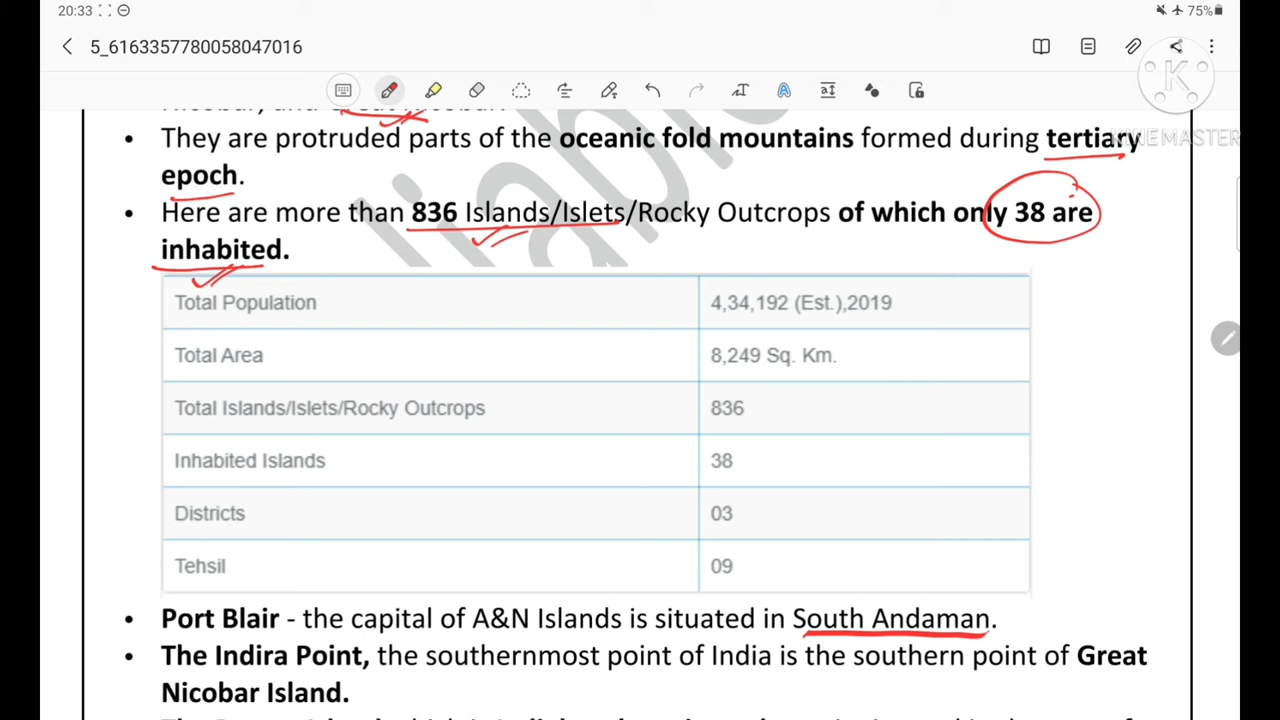 20:33
75%
5_6163357780058047016
KINEMASTER
They are protruded parts of the oceanic fold mountains formed during tertiary
epoch.
Here are more than 836 Islands/Islets/Rocky Outcrops of which only 38 are
inhabited.
Total Population 4,34,192 (Est.),2019
Total Area 8,249 Sq. Km.
Total Islands/Islets/Rocky Outcrops 836
Inhabited Islands 38
Districts 03
Tehsil 09
Port Blair - the capital of A&N Islands is situated in South Andaman.
The Indira Point, the southernmost point of India is the southern point of Great
Nicobar Island.